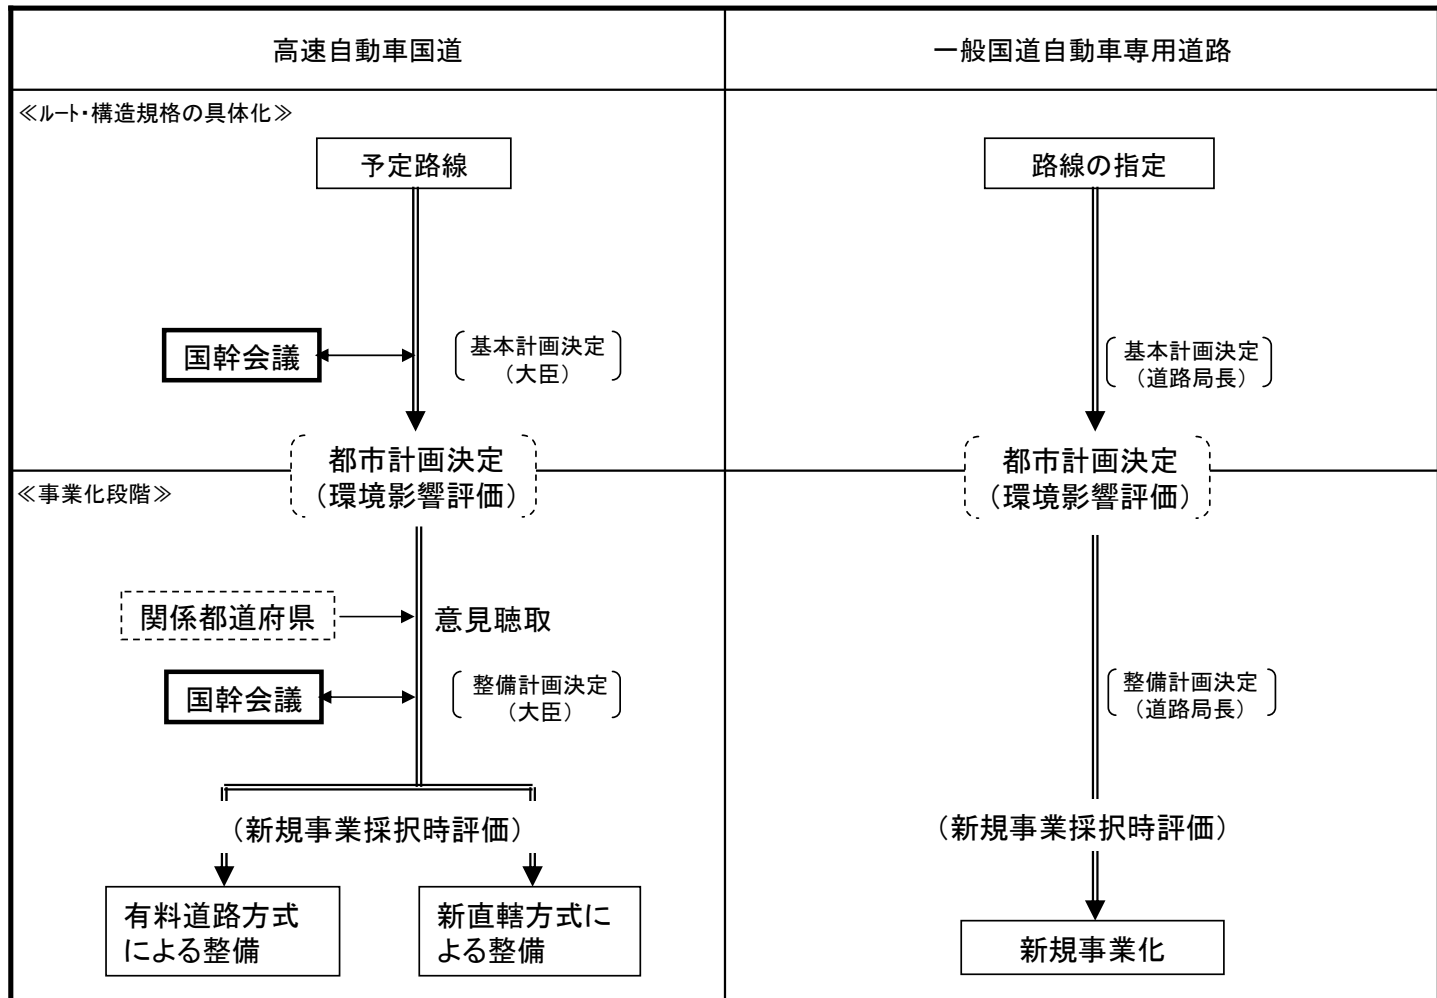 高速自動車国道
一般国道自動車専用道路
≪ルート・構造規格の具体化≫
予定路線
路線の指定
国幹会議
基本計画決定
（大臣）
基本計画決定
（道路局長）
都市計画決定
（環境影響評価）
都市計画決定
（環境影響評価）
≪事業化段階≫
関係都道府県
意見聴取
国幹会議
整備計画決定
（大臣）
整備計画決定
（道路局長）
（新規事業採択時評価）
（新規事業採択時評価）
有料道路方式
による整備
新直轄方式に
よる整備
新規事業化